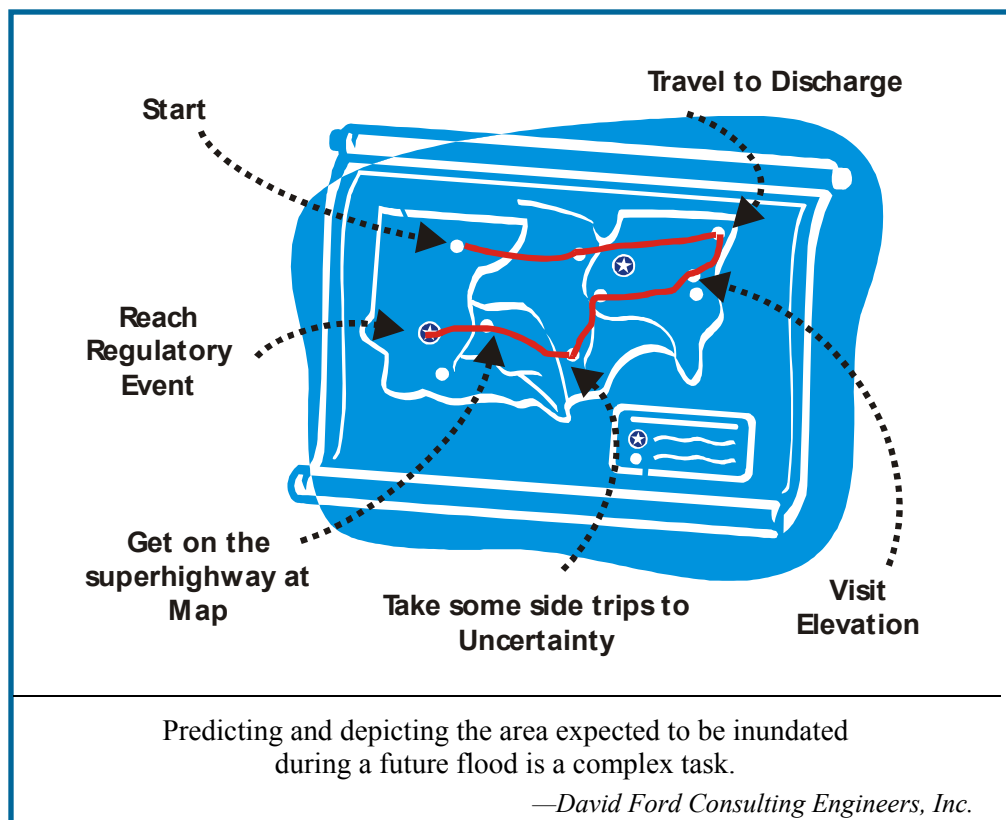 Travel to Discharge
Start
Reach
Regulatory
Event
Get on the
superhighway at
Map
Take some side trips to
Uncertainty
Visit
Elevation
Predicting and depicting the area expected to be inundated
during a future flood is a complex task.
—David Ford Consulting Engineers, Inc.